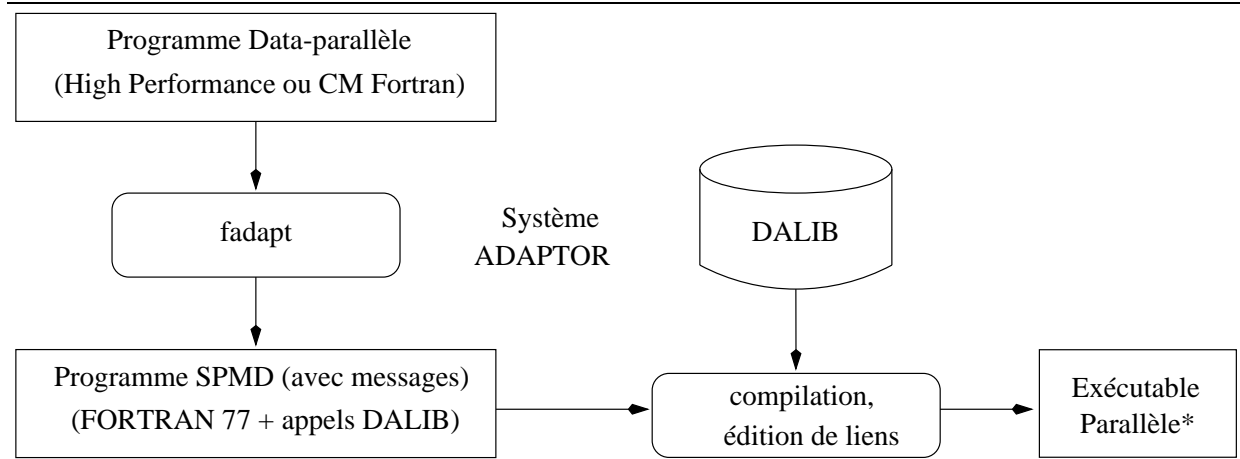 Programme Data-parallèle
(High Performance ou CM Fortran)
fadapt
Système
ADAPTOR
DALIB
Programme SPMD (avec messages)
(FORTRAN 77 + appels DALIB)
compilation,
édition de liens
Exécutable
Parallèle*